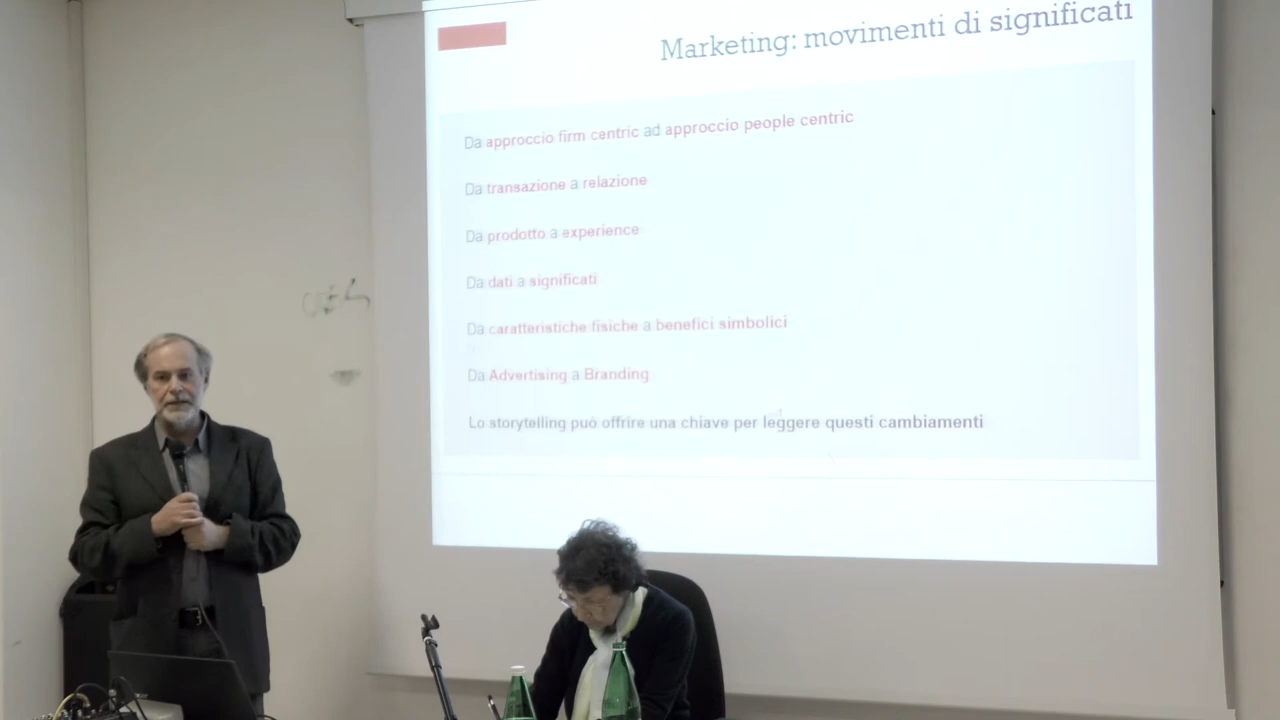 Marketing: movimenti di significati
Da approccio firm centric ad approccio people centric
Da transazione a relazione
Da prodotto a experience
Da dati a significati
Da caratteristiche fisiche a benefici simbolici
Da Advertising a Branding
Lo storytelling può offrire una chiave per leggere questi cambiamenti